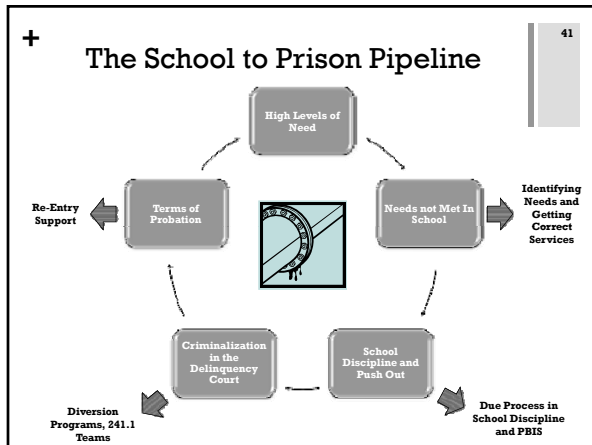 +
41
The School to Prison Pipeline
High Levels of
Need
Needs not Met In
School
Identifying
Needs and
Getting
Correct
Services
School
Discipline and
Push Out
Due Process in
School Discipline
and PBIS
Criminalization
in the
Delinquency
Court
Diversion
Programs, 241.1
Teams
Terms of
Probation
Re-Entry
Support